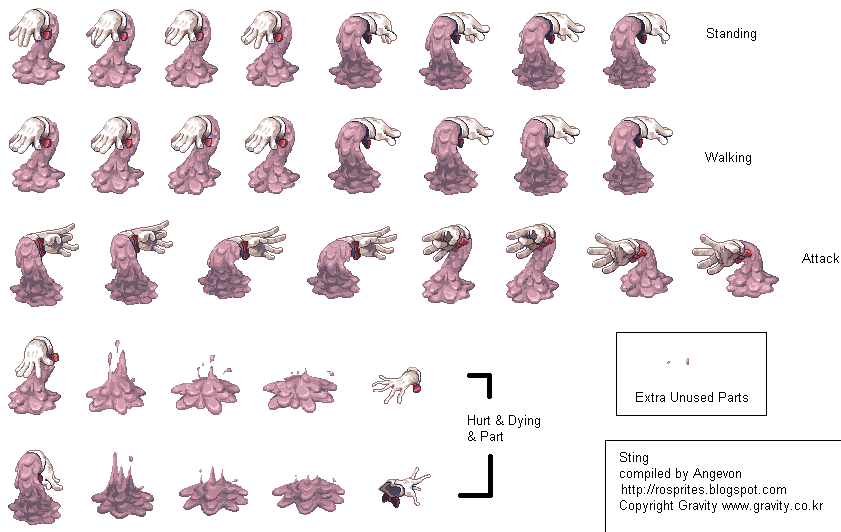 Standing
Walking
Attack
Extra Unused Parts
Hurt & Dying
& Part
Sting
compiled by Angevon
http://rosprites.blogspot.com
Copyright Gravity www.gravity.co.kr